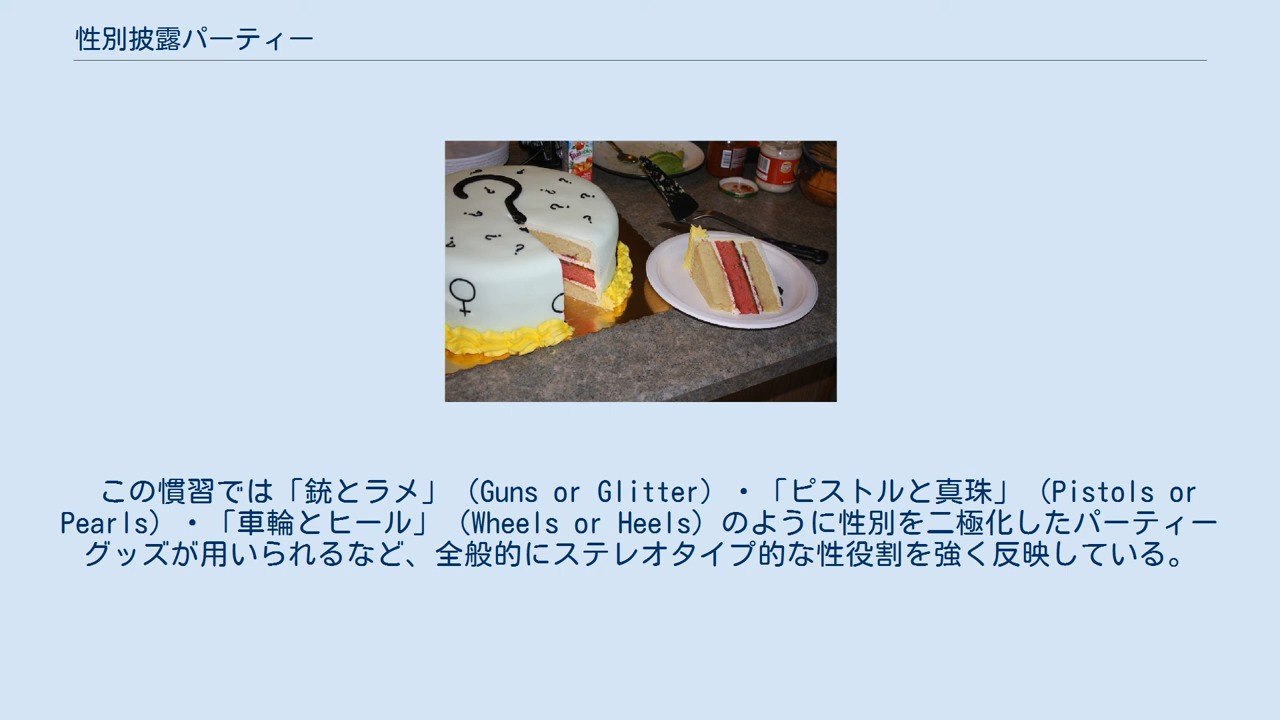 性別披露パーティー
この慣習では「銃とラメ」（Guns or Glitter）・「ピストルと真珠」（Pistols or
Pearls）・「車輪とヒール」（Wheels or Heels）のように性別を二極化したパーティー
グッズが用いられるなど、全般的にステレオタイプ的な性役割を強く反映している。